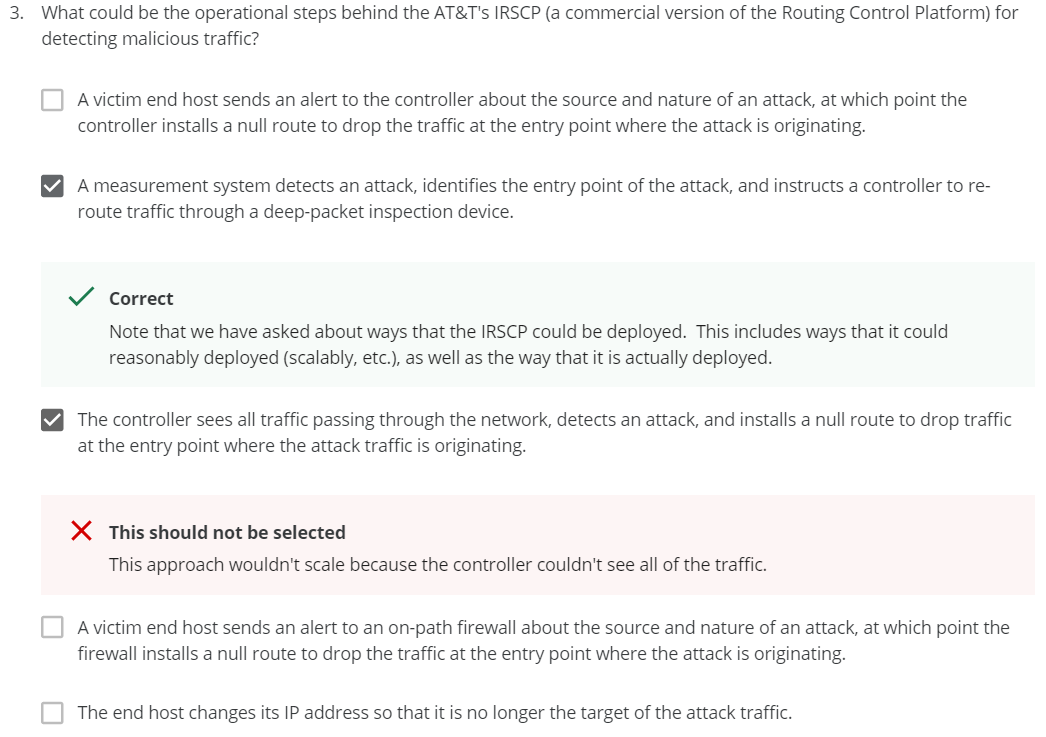 3. What could be the operational steps behind the AT&T's IRSCP (a commercial version of the Routing Control Platform) for
detecting malicious traffic?
A victim end host sends an alert to the controller about the source and nature of an attack, at which point the
controller installs a null route to drop the traffic at the entry point where the attack is originating.
A measurement system detects an attack, identifies the entry point of the attack, and instructs a controller to re-
route traffic through a deep-packet inspection device.
Correct
Note that we have asked about ways that the IRSCP could be deployed.  This includes ways that it could
reasonably deployed (scalably, etc.), as well as the way that it is actually deployed.
The controller sees all traffic passing through the network, detects an attack, and installs a null route to drop traffic
at the entry point where the attack traffic is originating.
This should not be selected
This approach wouldn't scale because the controller couldn't see all of the traffic.
A victim end host sends an alert to an on-path firewall about the source and nature of an attack, at which point the
firewall installs a null route to drop the traffic at the entry point where the attack is originating.
The end host changes its IP address so that it is no longer the target of the attack traffic.